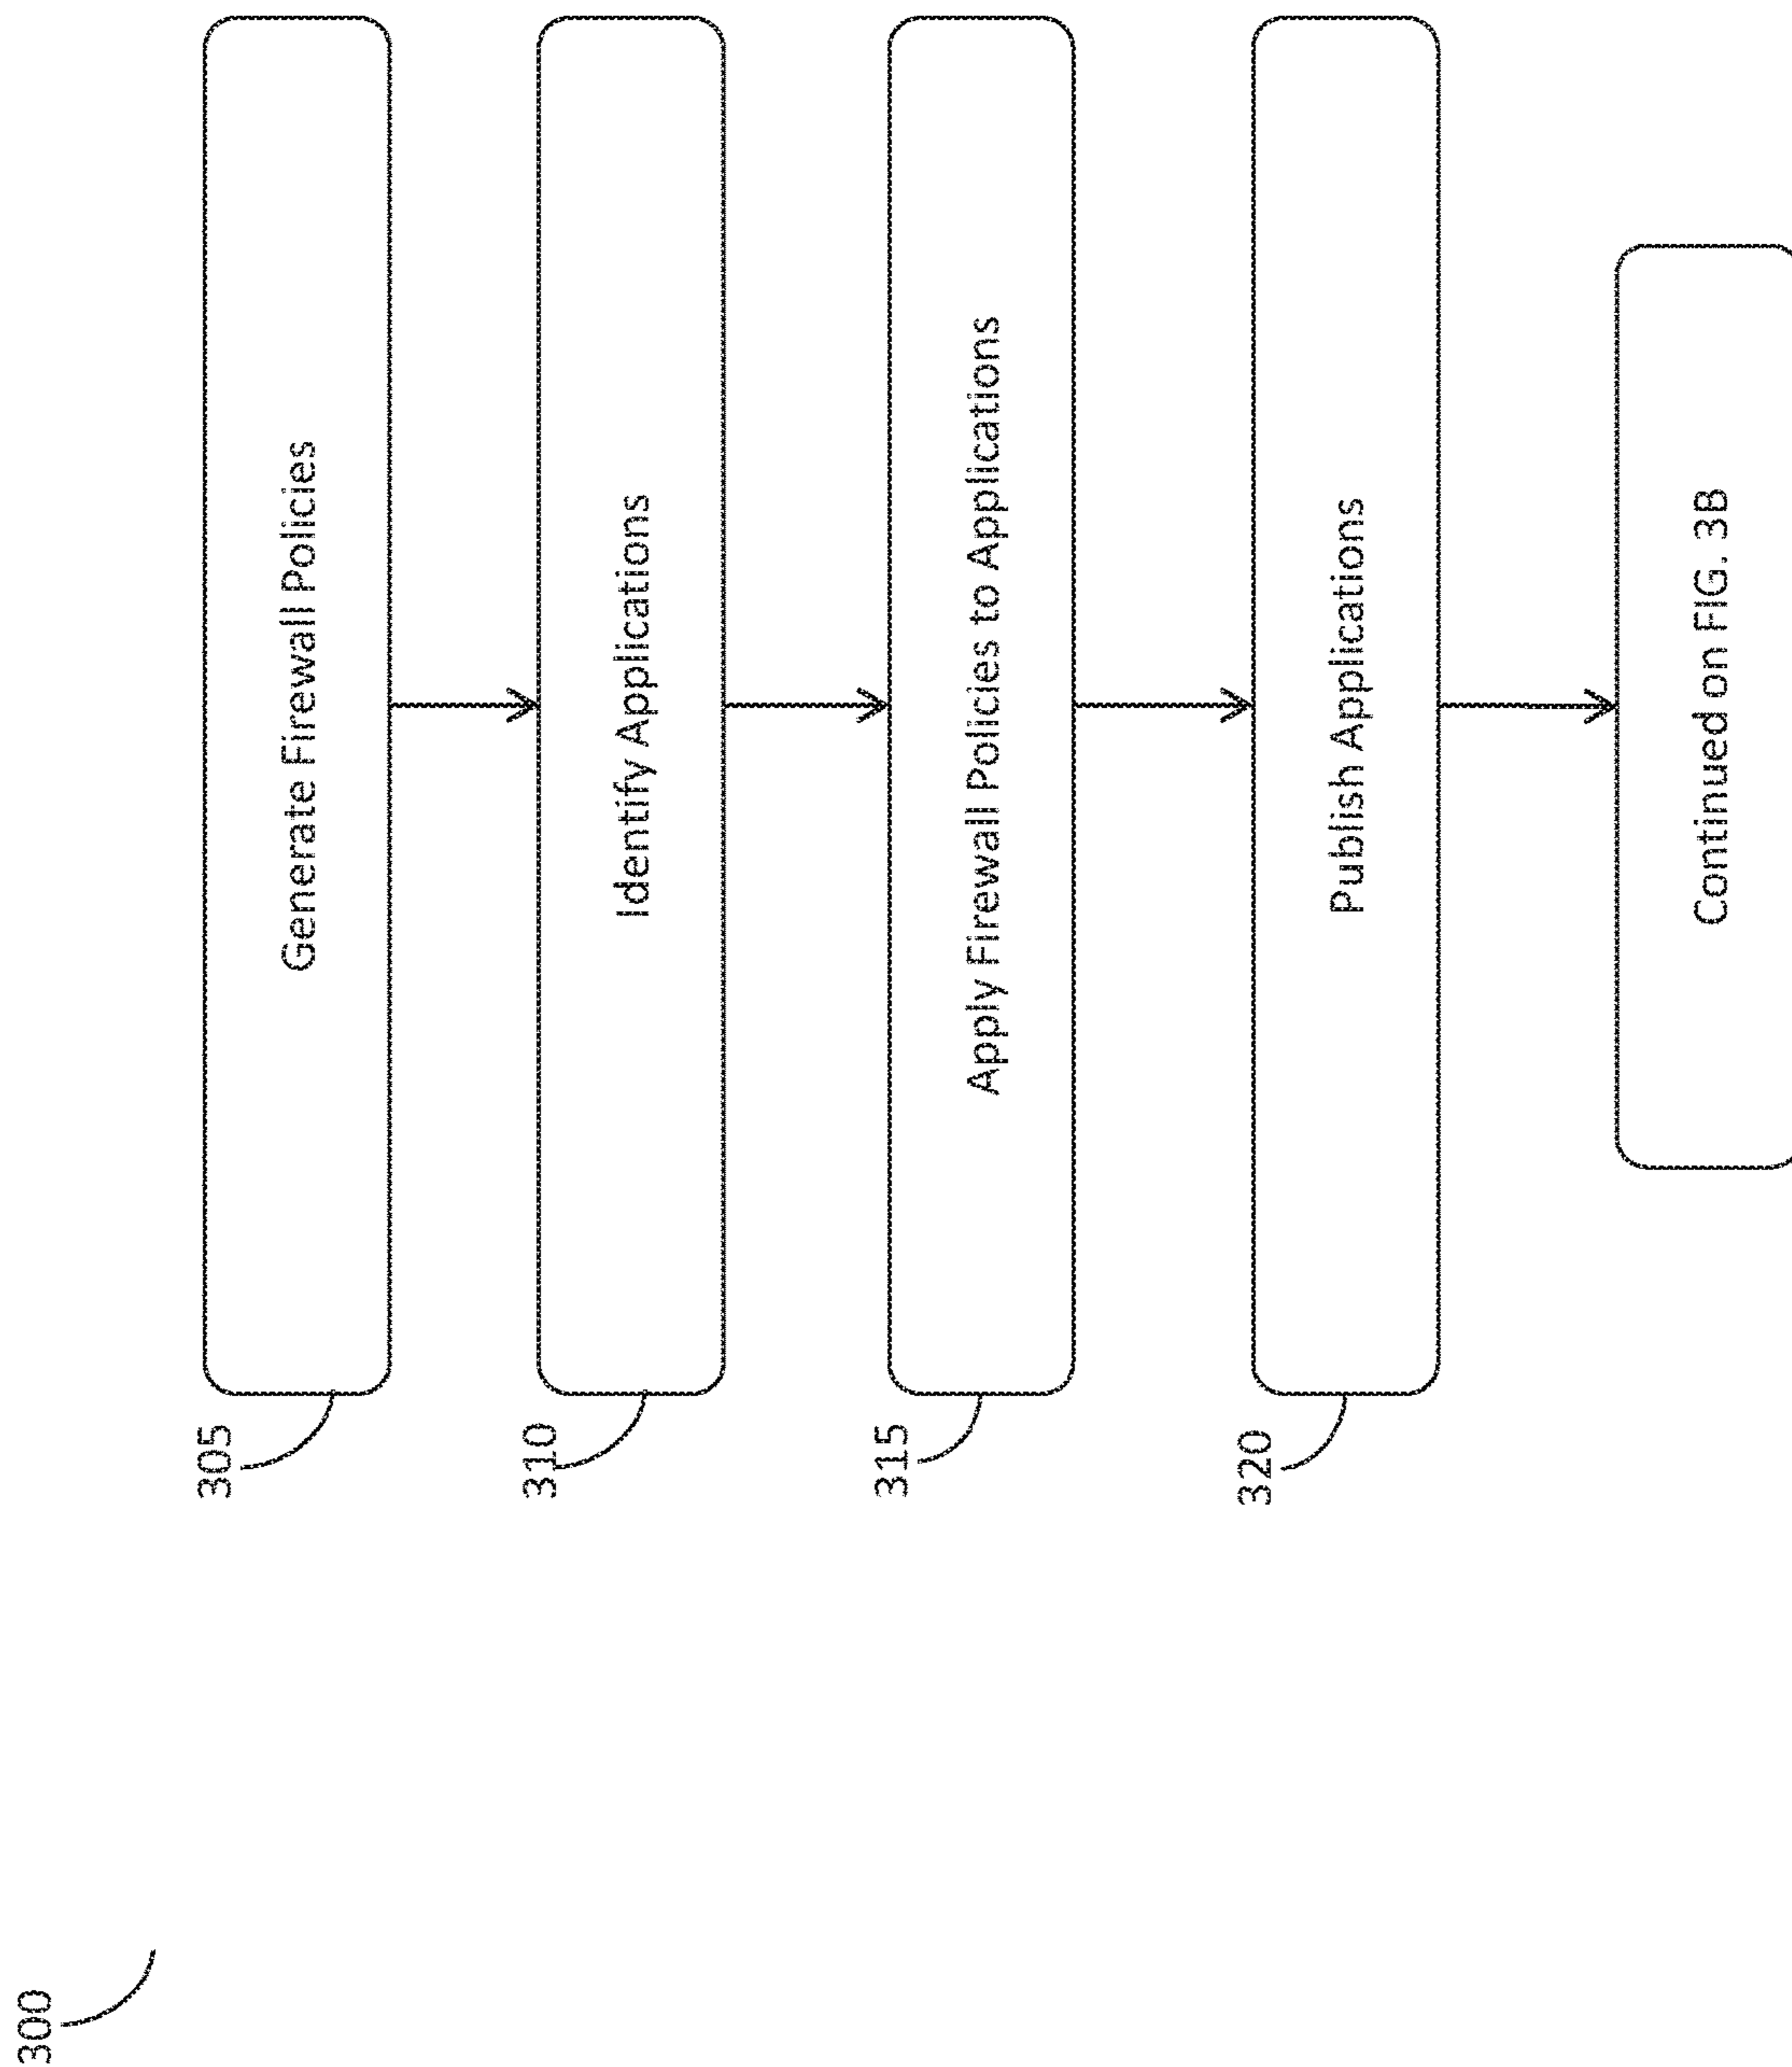 300
305
Generate Firewall Policies
310
Identify Applications
315
Apply Firewall Policies to Applications
320
Publish Applications
Continued on FIG. 3B